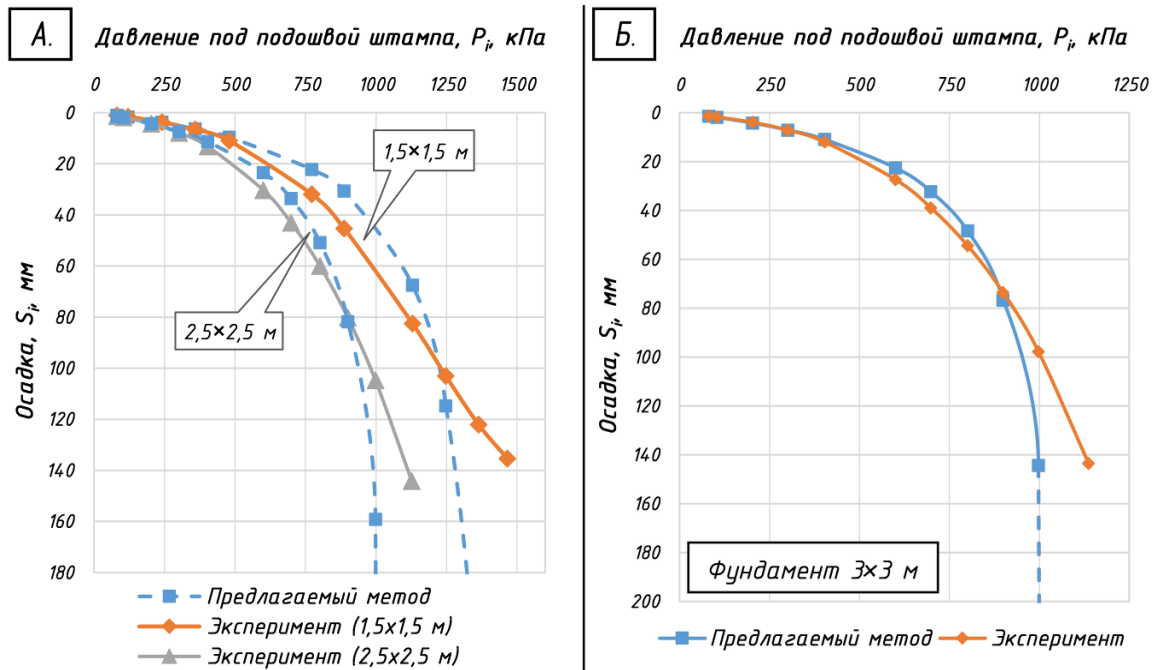 А.
Давление под подошвой штампа, Pᵢ, кПа
0 250 500 750 1000 1250 1500
0
20
40
60
80
100
120
140
160
180
Осадка, Sᵢ, мм
1,5×1,5 м
2,5×2,5 м
Предлагаемый метод
Эксперимент (1,5х1,5 м)
Эксперимент (2,5х2,5 м)
Б.
Давление под подошвой штампа, Pᵢ, кПа
0 250 500 750 1000 1250
0
20
40
60
80
100
120
140
160
180
200
Осадка, Sᵢ, мм
Фундамент 3×3 м
Предлагаемый метод Эксперимент